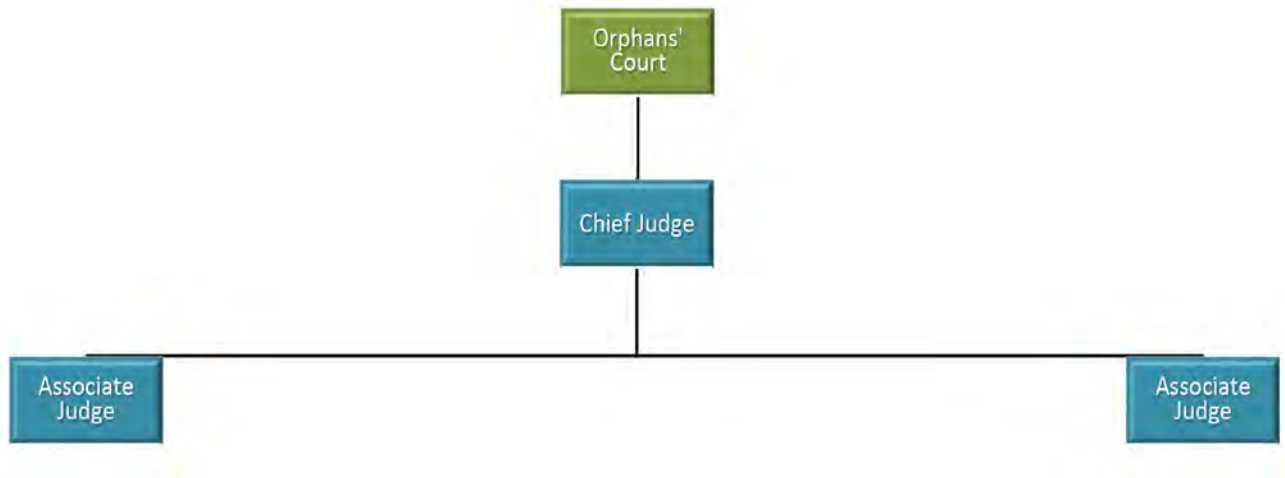 Orphans'
Court
Chief Judge
Associate
Judge
Associate
Judge